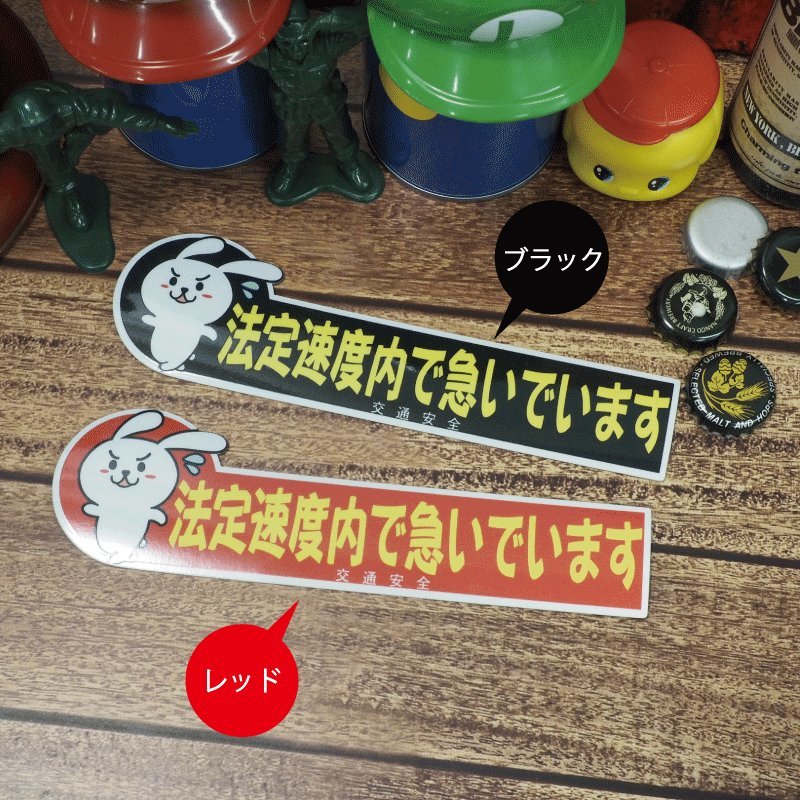 ブラック
法定速度内で急いでいます
交通安全
法定速度内で急いでいます
交通安全
レッド
NEW YORK, 
Charming
SELECTED MALT AND HOPS